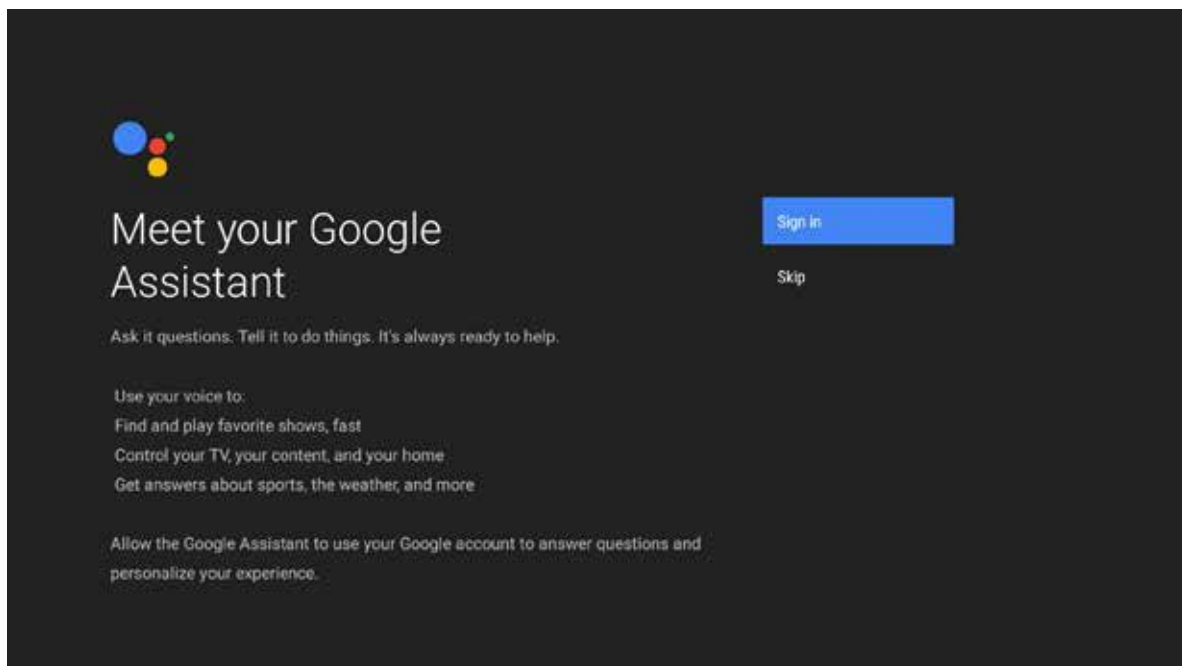 Meet your Google
Assistant
Ask it questions. Tell it to do things. It's always ready to help.
Use your voice to:
Find and play favorite shows, fast
Control your TV, your content, and your home
Get answers about sports, the weather, and more
Allow the Google Assistant to use your Google account to answer questions and
personalize your experience.
Sign in
Skip